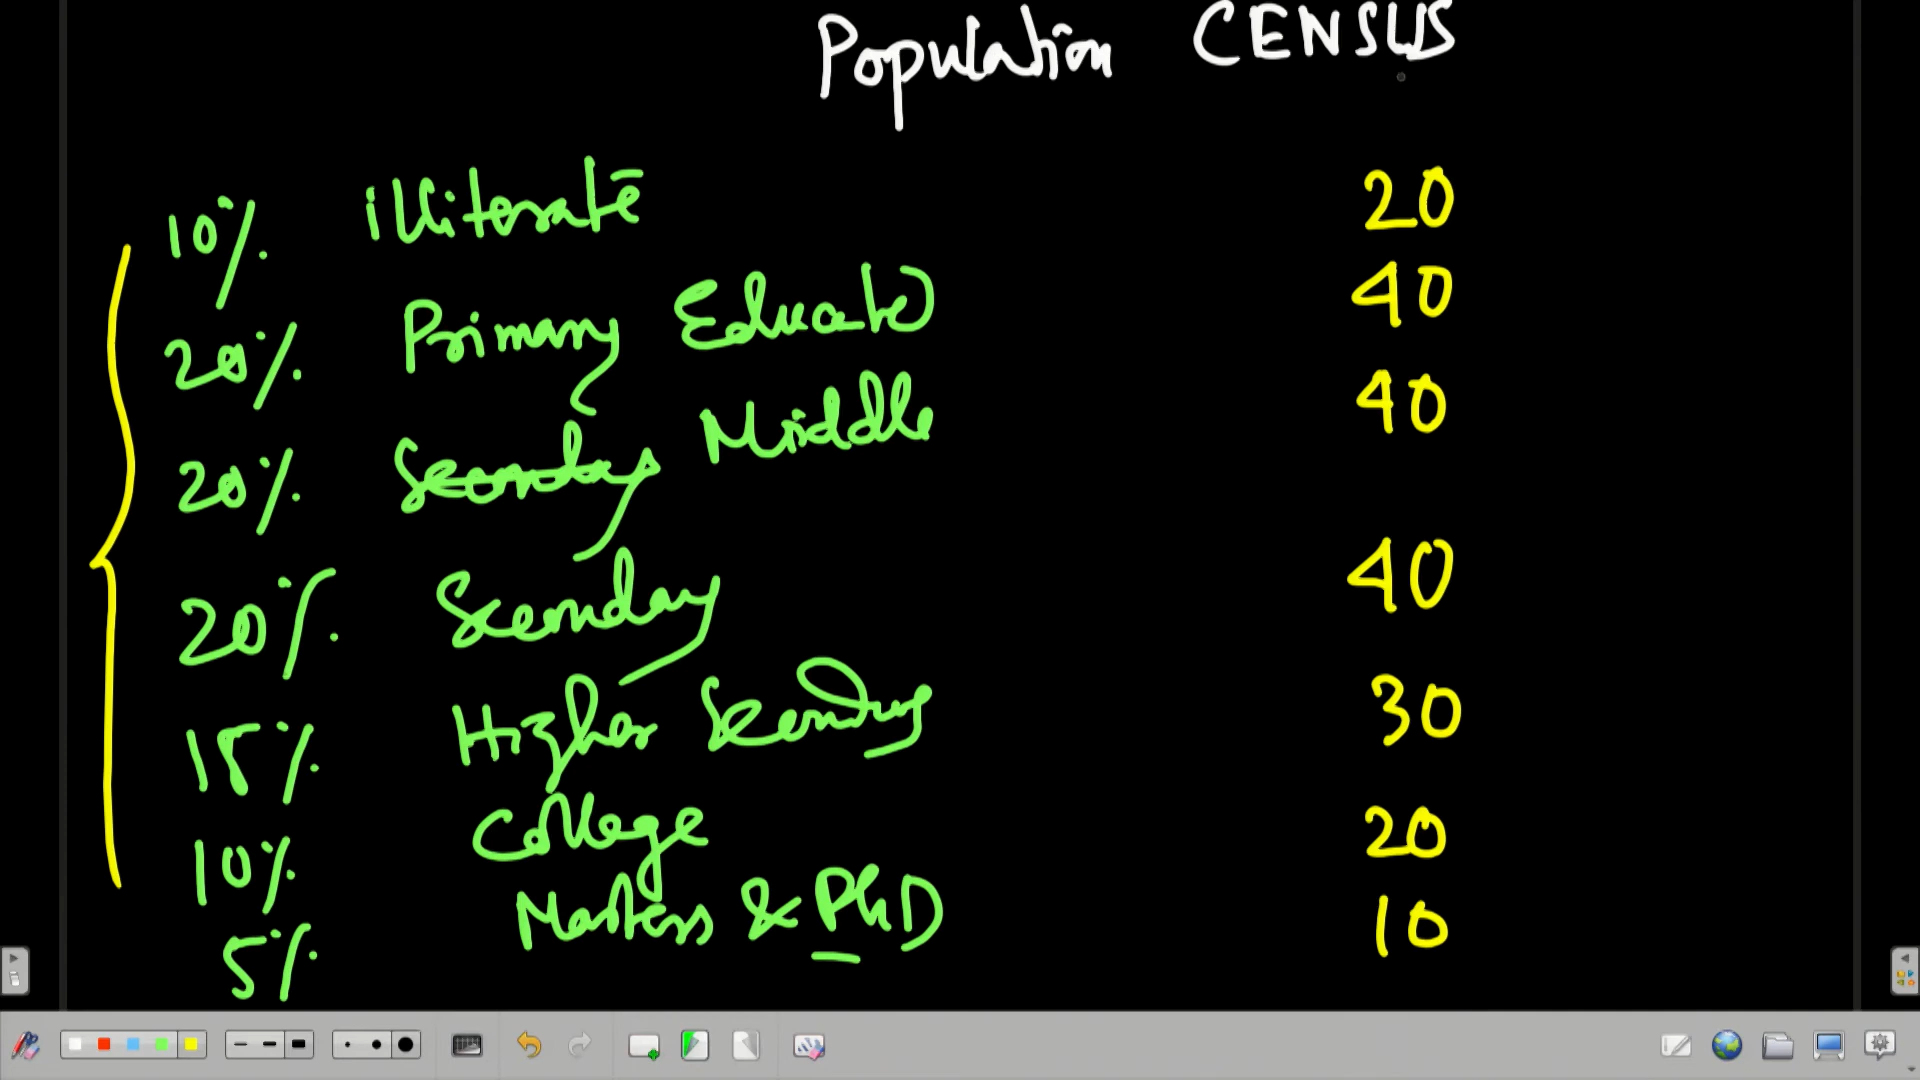 Population CENSUS
10% illiterate 20
20% Primary Educated 40
20% Secondary Middle 40
20% Secondary 40
15% Higher Secondary 30
10% College 20
5% Masters & PhD 10